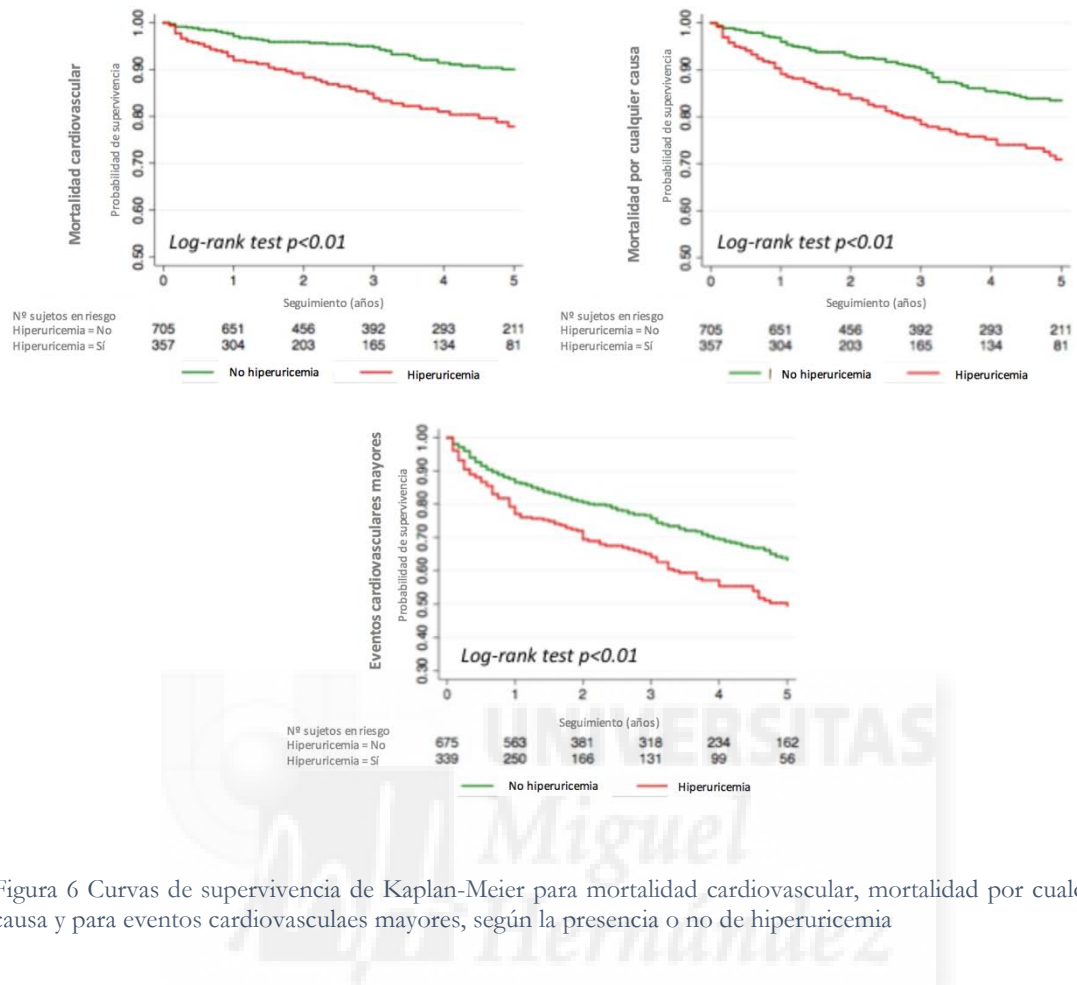 Mortalidad cardiovascular
Probabilidad de supervivencia
1.00
0.90
0.80
0.70
0.60
0.50
Log-rank test p<0.01
0 1 2 3 4 5
Seguimiento (años)
Nº sujetos en riesgo
Hiperuricemia = No 705 651 456 392 293 211
Hiperuricemia = Sí 357 304 203 165 134 81
No hiperuricemia Hiperuricemia
Mortalidad por cualquier causa
Probabilidad de supervivencia
1.00
0.90
0.80
0.70
0.60
0.50
Log-rank test p<0.01
0 1 2 3 4 5
Seguimiento (años)
Nº sujetos en riesgo
Hiperuricemia = No 705 651 456 392 293 211
Hiperuricemia = Sí 357 304 203 165 134 81
No hiperuricemia Hiperuricemia
Eventos cardiovasculares mayores
Probabilidad de supervivencia
1.00
0.90
0.80
0.70
0.60
0.50
0.40
0.30
Log-rank test p<0.01
0 1 2 3 4 5
Seguimiento (años)
Nº sujetos en riesgo
Hiperuricemia = No 675 563 381 318 234 162
Hiperuricemia = Sí 339 250 166 131 99 56
No hiperuricemia Hiperuricemia
UNIVERSITAS
Miguel
Hernández
Figura 6 Curvas de supervivencia de Kaplan-Meier para mortalidad cardiovascular, mortalidad por cualq
causa y para eventos cardiovasculaes mayores, según la presencia o no de hiperuricemia